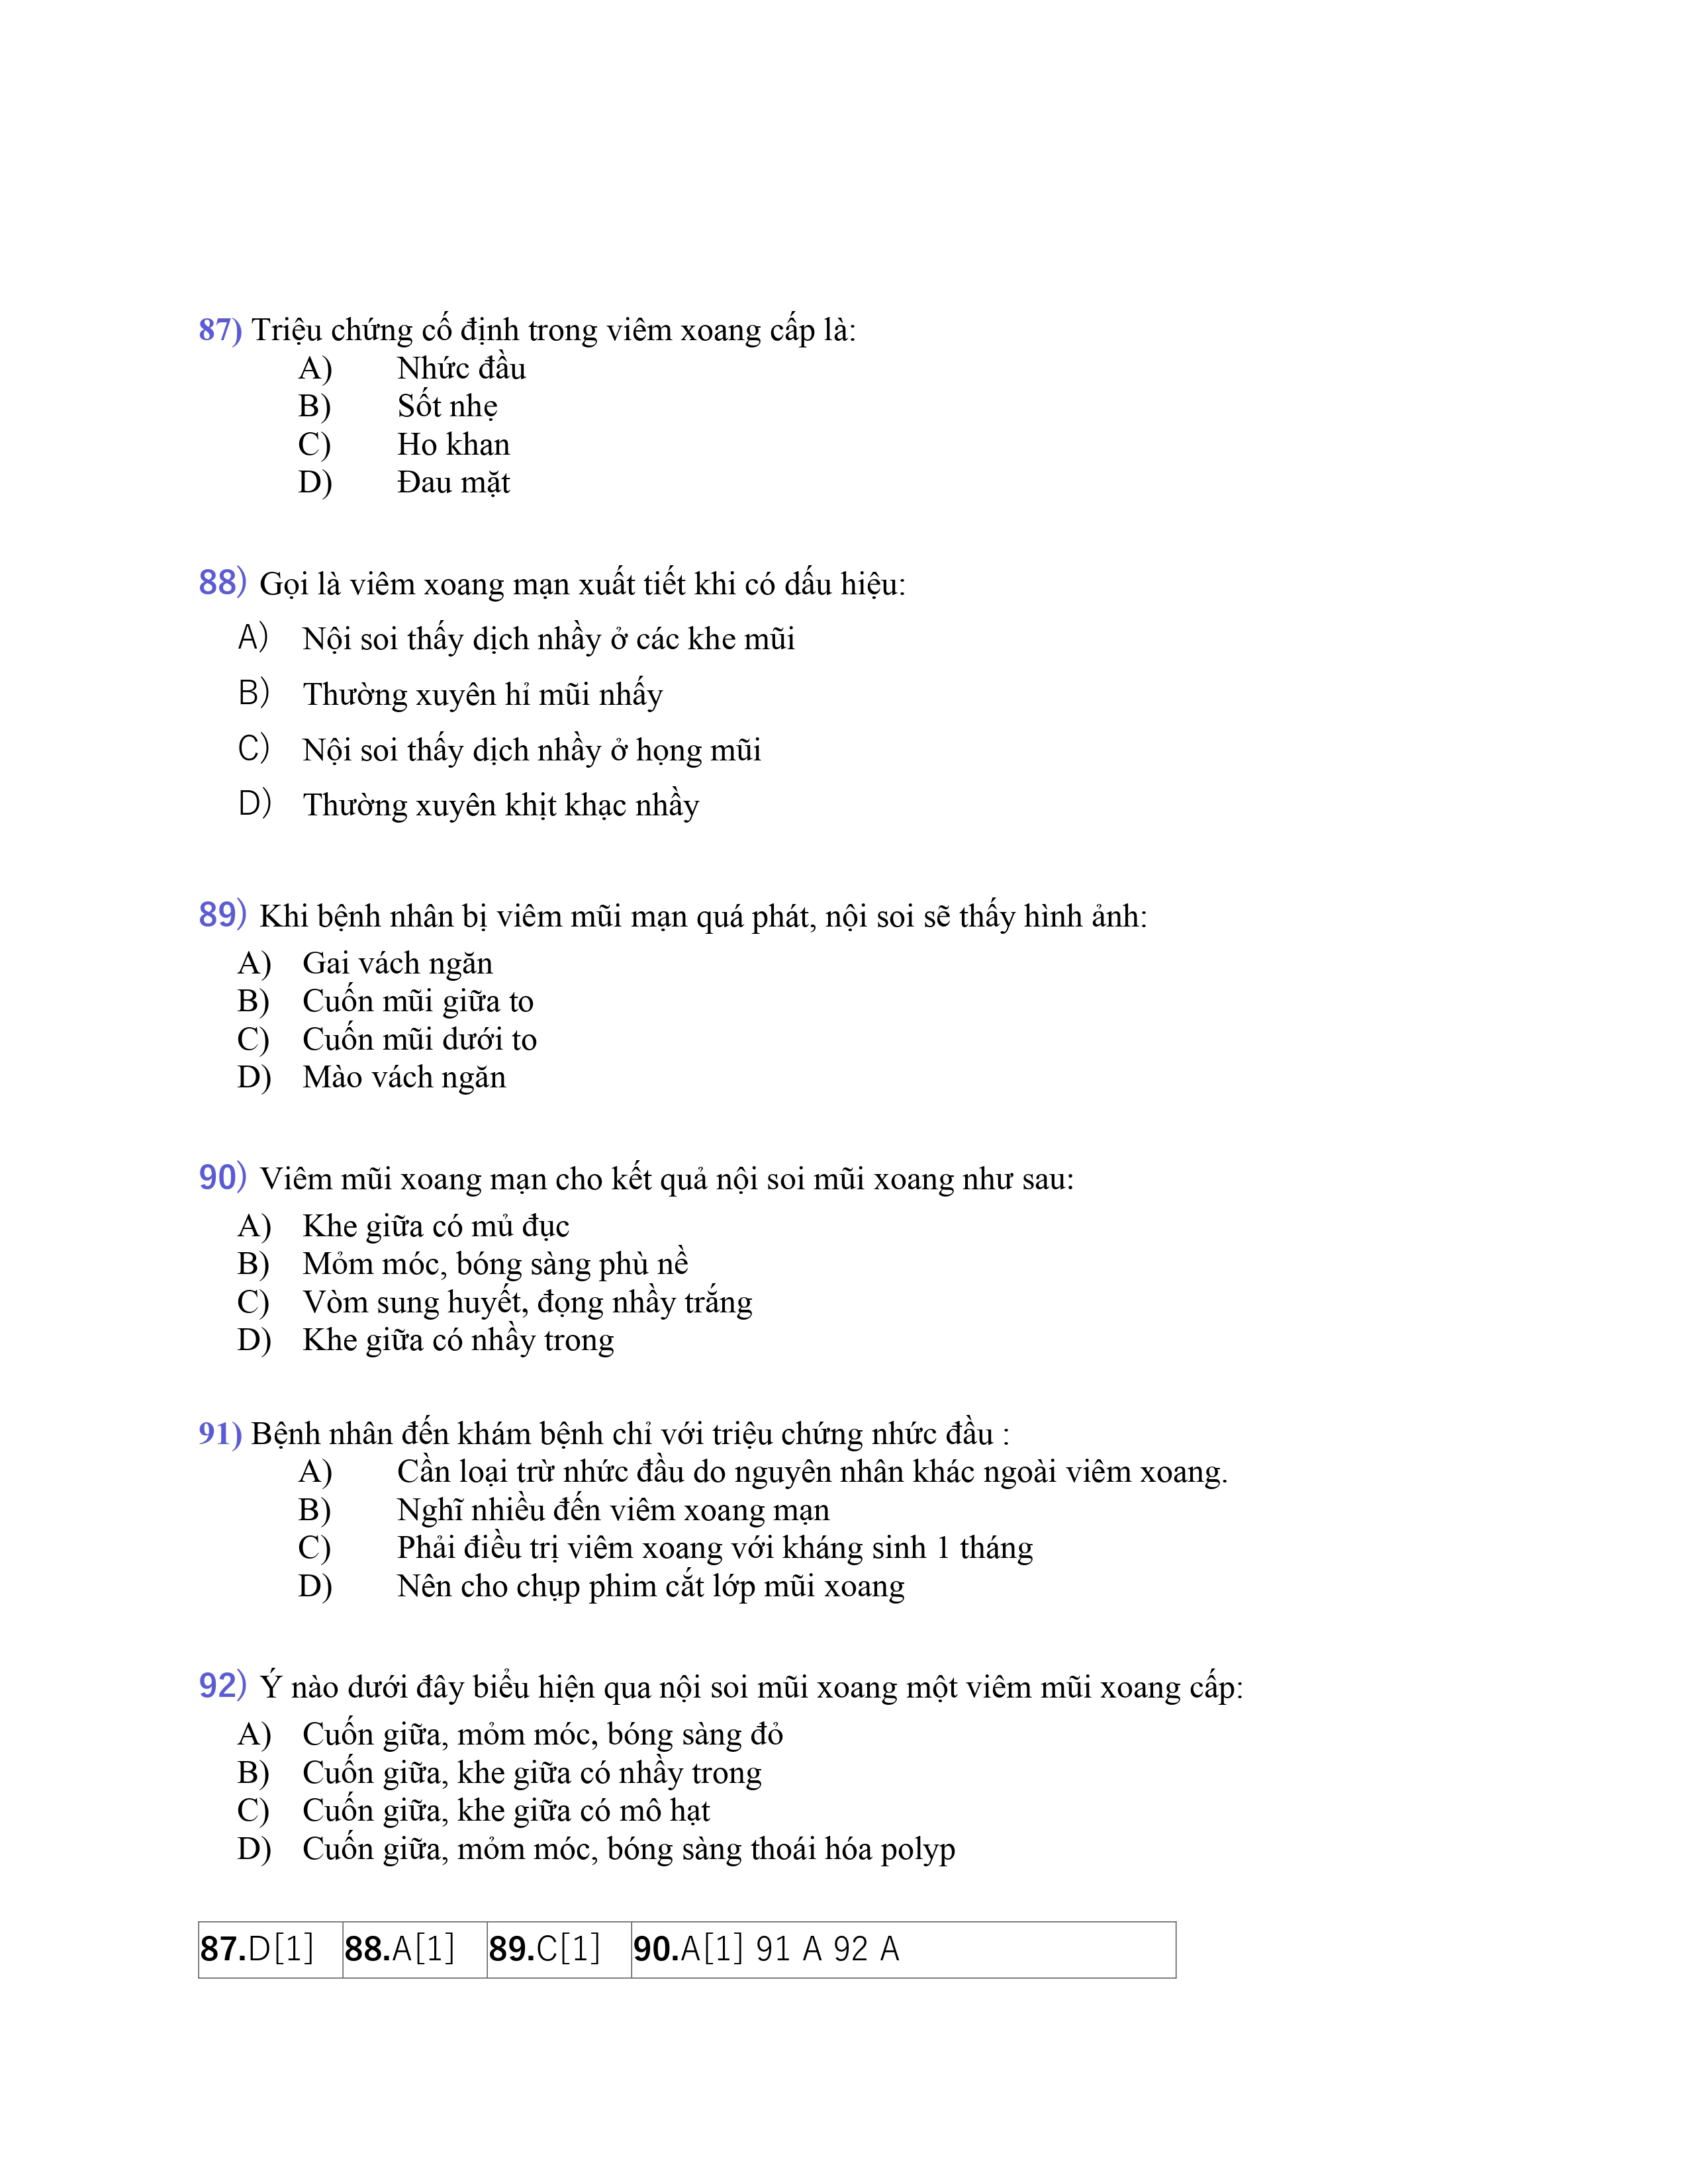 87) Triệu chứng cố định trong viêm xoang cấp là:
A) Nhức đầu
B) Sốt nhẹ
C) Ho khan
D) Đau mặt
88) Gọi là viêm xoang mạn xuất tiết khi có dấu hiệu:
A) Nội soi thấy dịch nhầy ở các khe mũi
B) Thường xuyên hỉ mũi nhấy
C) Nội soi thấy dịch nhầy ở họng mũi
D) Thường xuyên khịt khạc nhầy
89) Khi bệnh nhân bị viêm mũi mạn quá phát, nội soi sẽ thấy hình ảnh:
A) Gai vách ngăn
B) Cuốn mũi giữa to
C) Cuốn mũi dưới to
D) Mào vách ngăn
90) Viêm mũi xoang mạn cho kết quả nội soi mũi xoang như sau:
A) Khe giữa có mủ đục
B) Mỏm móc, bóng sàng phù nề
C) Vòm sung huyết, đọng nhầy trắng
D) Khe giữa có nhầy trong
91) Bệnh nhân đến khám bệnh chỉ với triệu chứng nhức đầu :
A) Cần loại trừ nhức đầu do nguyên nhân khác ngoài viêm xoang.
B) Nghĩ nhiều đến viêm xoang mạn
C) Phải điều trị viêm xoang với kháng sinh 1 tháng
D) Nên cho chụp phim cắt lớp mũi xoang
92) Ý nào dưới đây biểu hiện qua nội soi mũi xoang một viêm mũi xoang cấp:
A) Cuốn giữa, mỏm móc, bóng sàng đỏ
B) Cuốn giữa, khe giữa có nhầy trong
C) Cuốn giữa, khe giữa có mô hạt
D) Cuốn giữa, mỏm móc, bóng sàng thoái hóa polyp
87.D[1] 88.A[1] 89.C[1] 90.A[1] 91 A 92 A